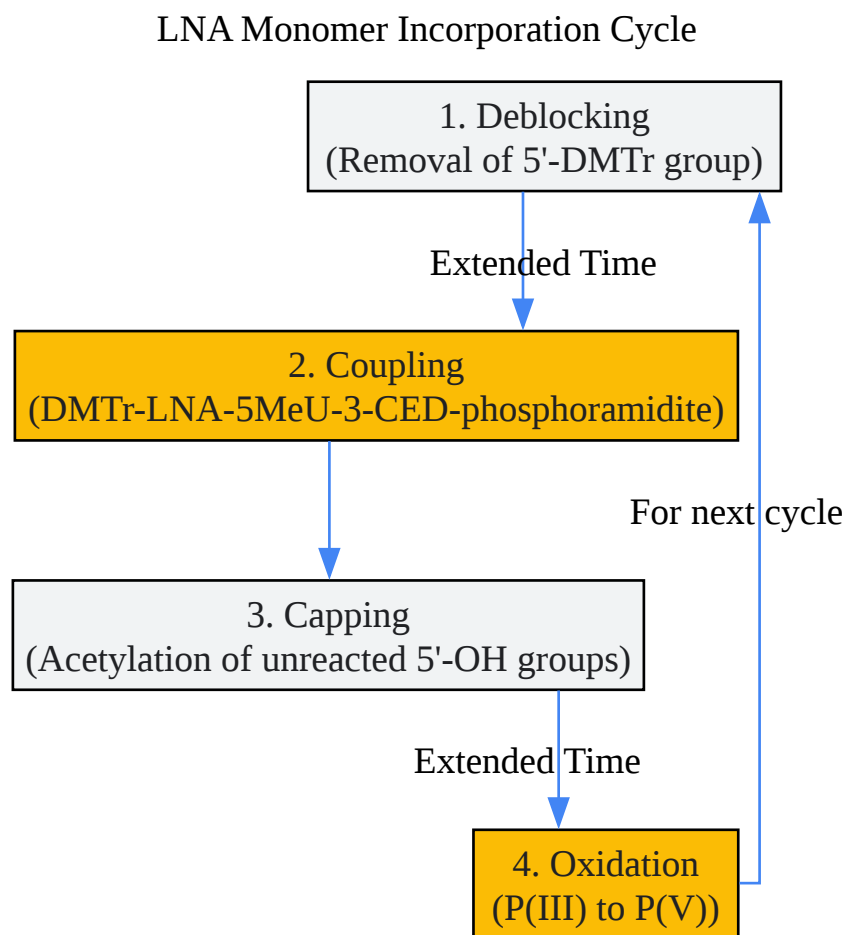 LNA Monomer Incorporation Cycle
1. Deblocking
(Removal of 5'-DMTr group)
Extended Time
2. Coupling
(DMTr-LNA-5MeU-3-CED-phosphoramidite)
For next cycle
3. Capping
(Acetylation of unreacted 5'-OH groups)
Extended Time
4. Oxidation
(P(III) to P(V))